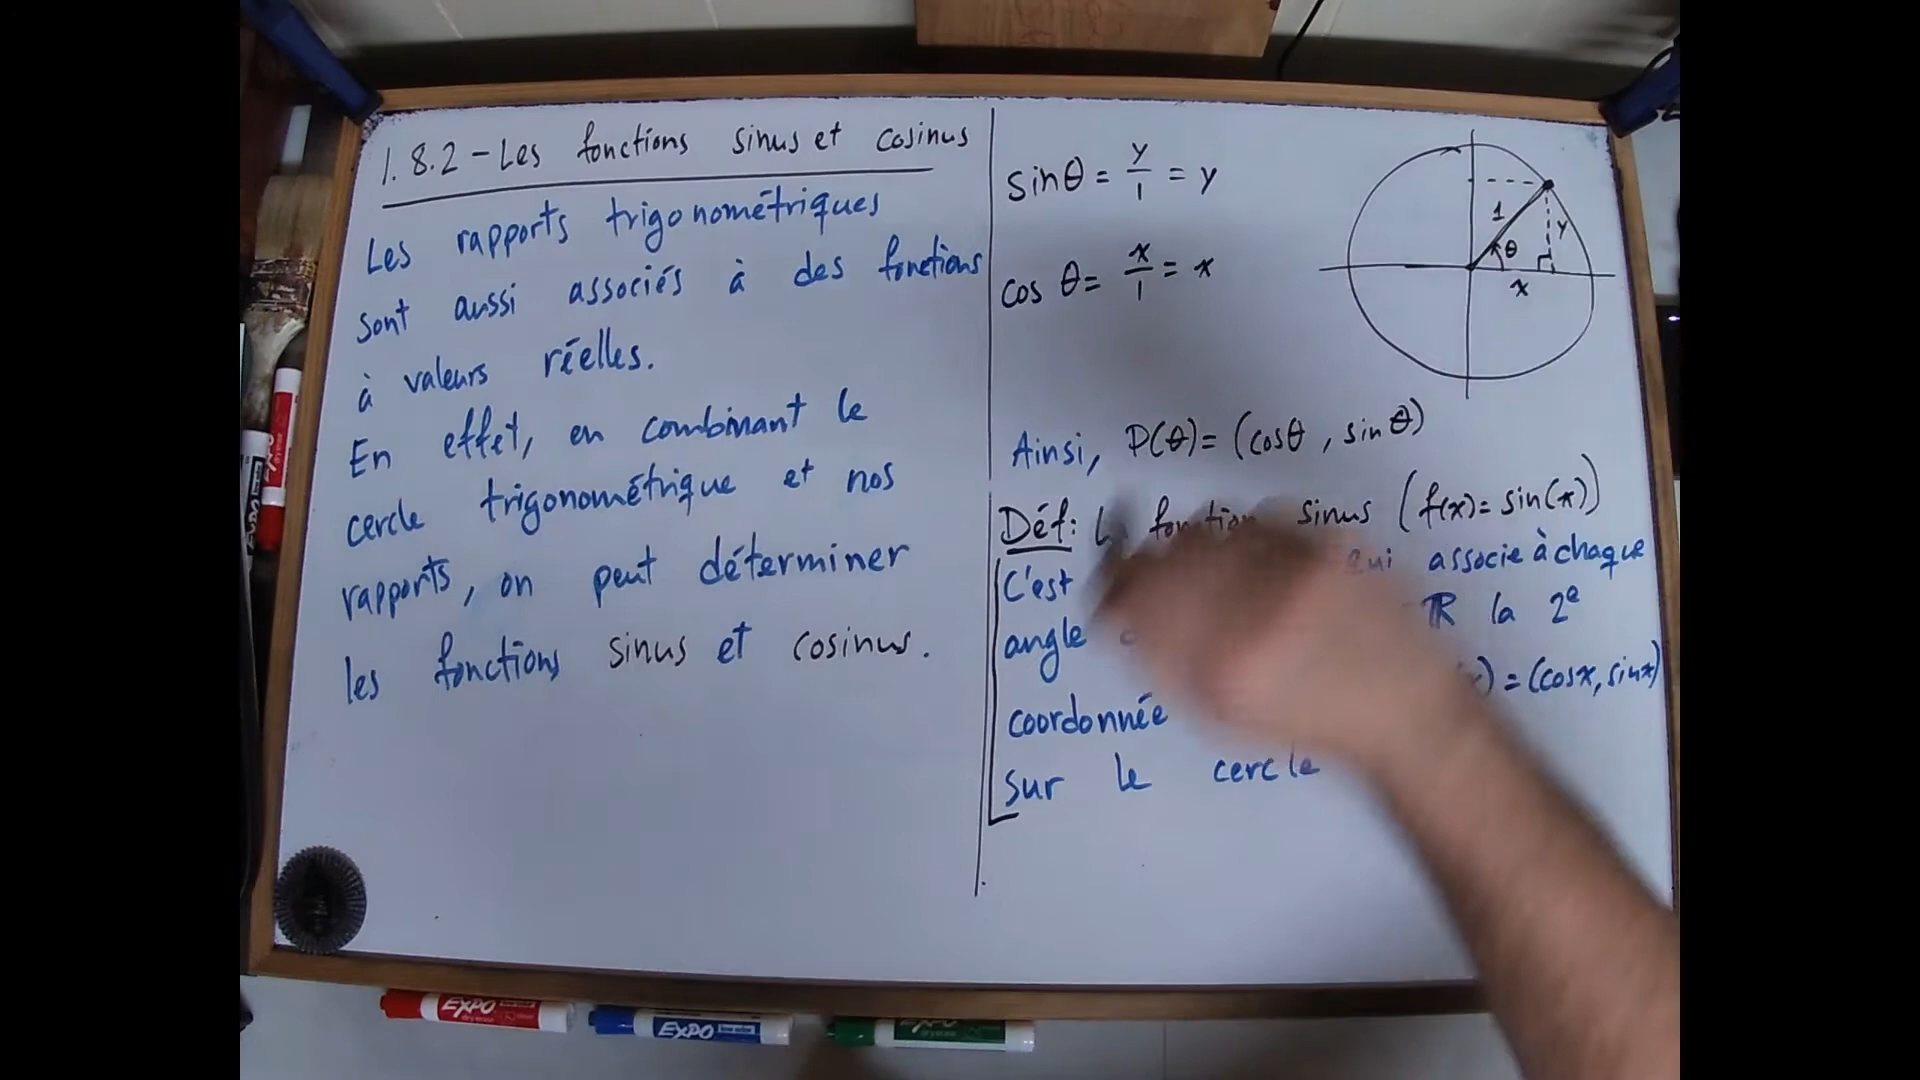 1.8.2 - Les fonctions sinus et cosinus
Les rapports trigonométriques
sont aussi associés à des fonctions
à valeurs réelles.
En effet, en combinant le
cercle trigonométrique et nos
rapports, on peut déterminer
les fonctions sinus et cosinus.
sinθ = y/1 = y
cos θ = x/1 = x
1
θ
y
x
Ainsi, P(θ) = (cosθ, sinθ)
Déf: fonction sinus (f(x) = sin(x))
C'est qui associe à chaque
angle ℝ la 2e
coordonnée ) = (cosx, sinx)
sur le cercle
EXPO
EXPO
EXPO